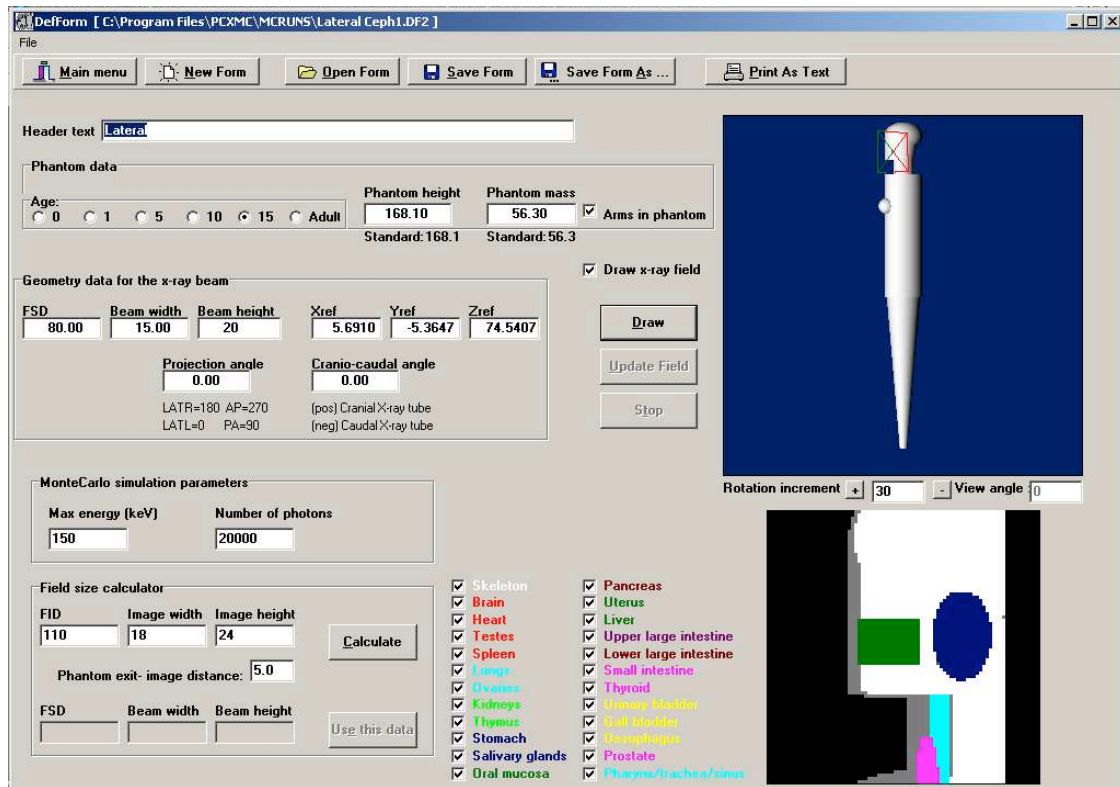 DefForm [ C:\Program Files\PCXMC\MCRUNS\Lateral Ceph1.DF2 ]
File
Main menu New Form Open Form Save Form Save Form As ... Print As Text
Header text Lateral
Phantom data
Age:
0 1 5 10 15 Adult
Phantom height Phantom mass
168.10 56.30 Arms in phantom
Standard: 168.1 Standard: 56.3
Draw x-ray field
Geometry data for the x-ray beam
FSD Beam width Beam height Xref Yref Zref
80.00 15.00 20 5.6910 -5.3647 74.5407
Draw
Projection angle Cranio-caudal angle
0.00 0.00
Update Field
LATR=180 AP=270 (pos) Cranial X-ray tube
LATL=0 PA=90 (neg) Caudal X-ray tube
Stop
Rotation increment + 30 - View angle : 0
MonteCarlo simulation parameters
Max energy (keV) Number of photons
150 20000
Field size calculator
FID Image width Image height
110 18 24
Calculate
Phantom exit- image distance: 5.0
FSD Beam width Beam height
Use this data
Skeleton Pancreas
Brain Uterus
Heart Liver
Testes Upper large intestine
Spleen Lower large intestine
Lungs Small intestine
Ovaries Thyroid
Kidneys Urinary bladder
Thymus Gall bladder
Stomach Oesophagus
Salivary glands Prostate
Oral mucosa Pharynx/trachea/sinus